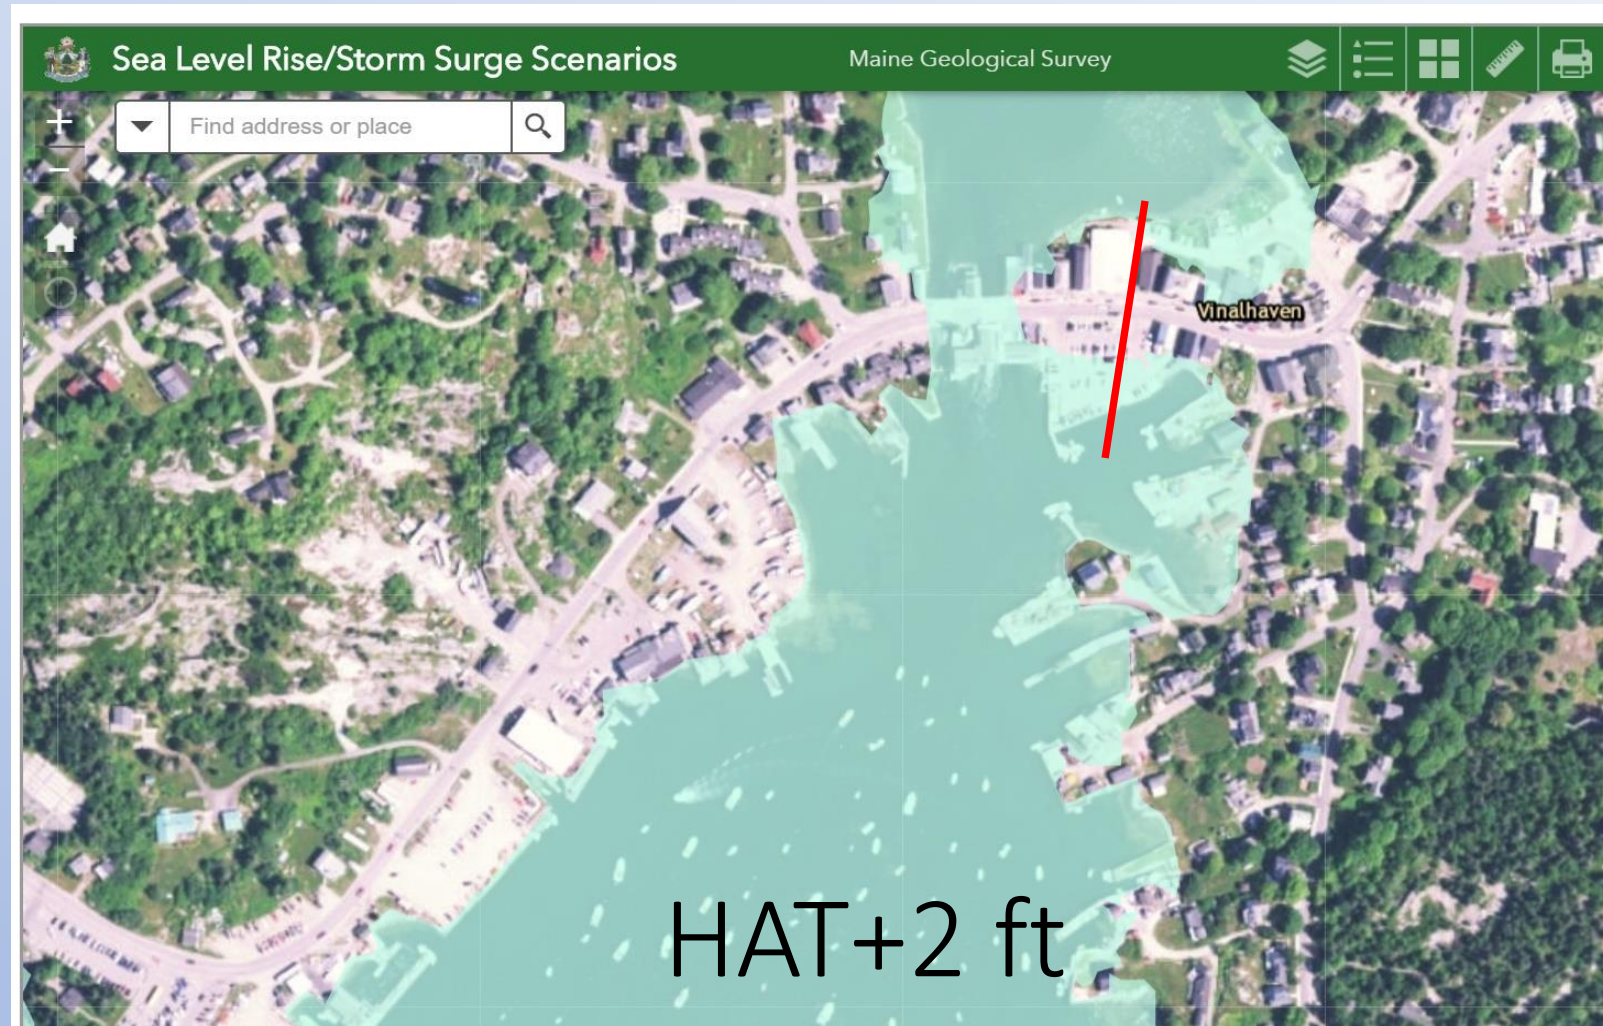 Sea Level Rise/Storm Surge Scenarios
Maine Geological Survey
Find address or place
Vinalhaven
HAT+2 ft